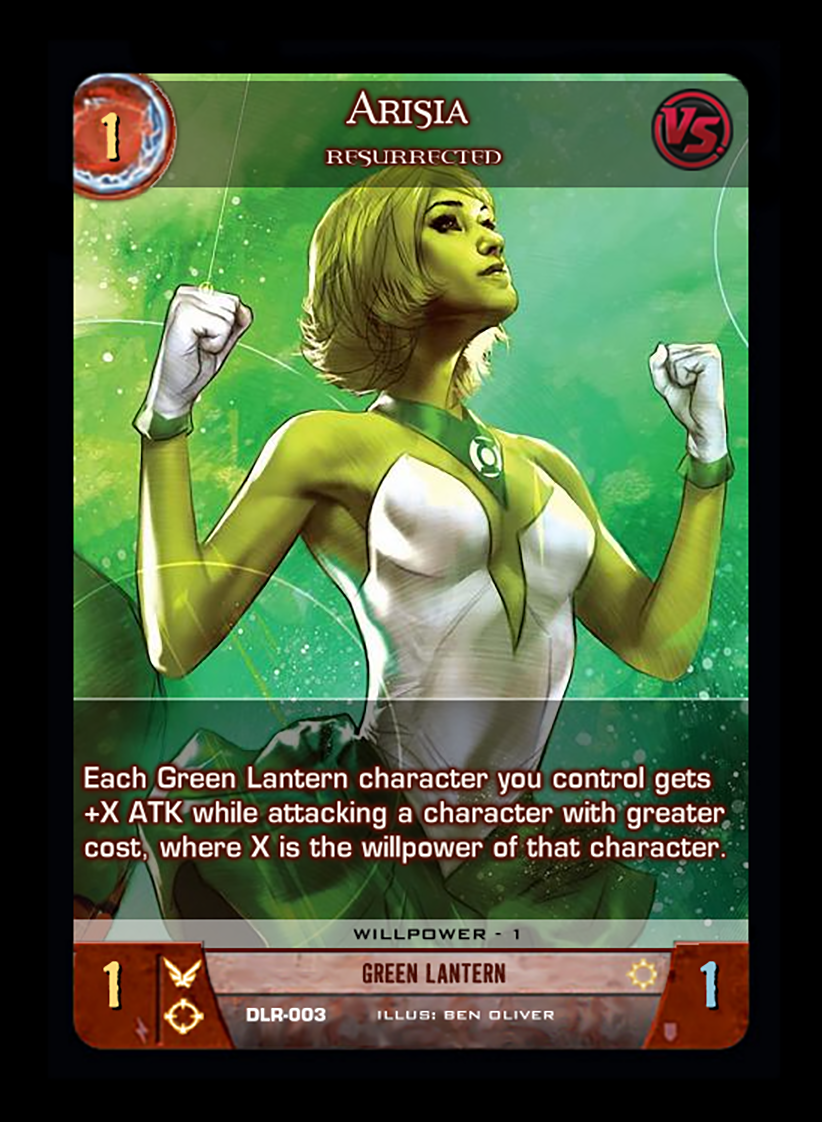 1
Arisia
RESURRECTED
VS.
Each Green Lantern character you control gets
+X ATK while attacking a character with greater
cost, where X is the willpower of that character.
WILLPOWER - 1
1
GREEN LANTERN
1
DLR-003 ILLUS: BEN OLIVER